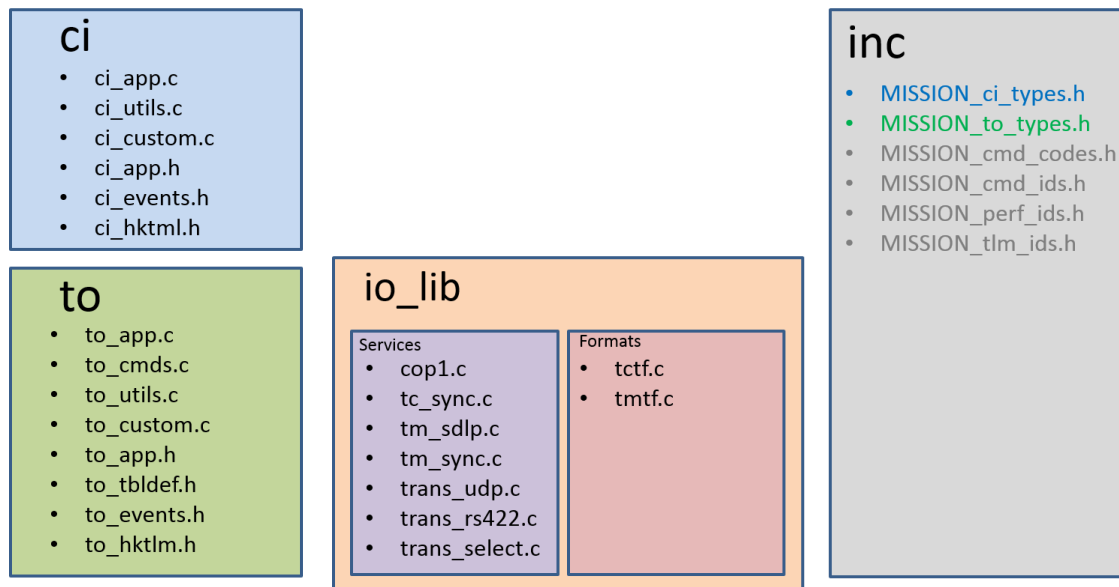 ci
• ci_app.c
• ci_utils.c
• ci_custom.c
• ci_app.h
• ci_events.h
• ci_hktml.h
to
• to_app.c
• to_cmds.c
• to_utils.c
• to_custom.c
• to_app.h
• to_tbldef.h
• to_events.h
• to_hktlm.h
io_lib
Services
• cop1.c
• tc_sync.c
• tm_sdlp.c
• tm_sync.c
• trans_udp.c
• trans_rs422.c
• trans_select.c
Formats
• tctf.c
• tmtf.c
inc
• MISSION_ci_types.h
• MISSION_to_types.h
• MISSION_cmd_codes.h
• MISSION_cmd_ids.h
• MISSION_perf_ids.h
• MISSION_tlm_ids.h